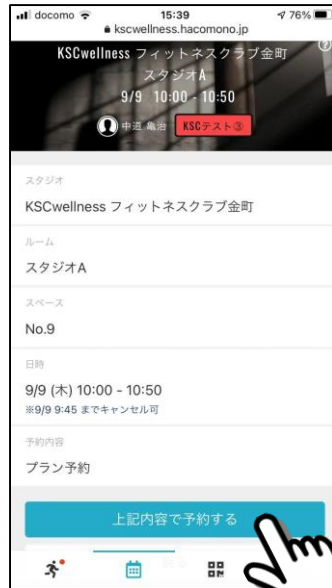 docomo 15:39 76%
kscwellness.hacomono.jp
KSCwellness フィットネスクラブ金町
スタジオA
9/9 10:00 - 10:50
中道 亀治 KSCテスト③
スタジオ
KSCwellness フィットネスクラブ金町
ルーム
スタジオA
スペース
No.9
日時
9/9 (木) 10:00 - 10:50
※9/9 9:45 までキャンセル可
予約内容
プラン予約
上記内容で予約する